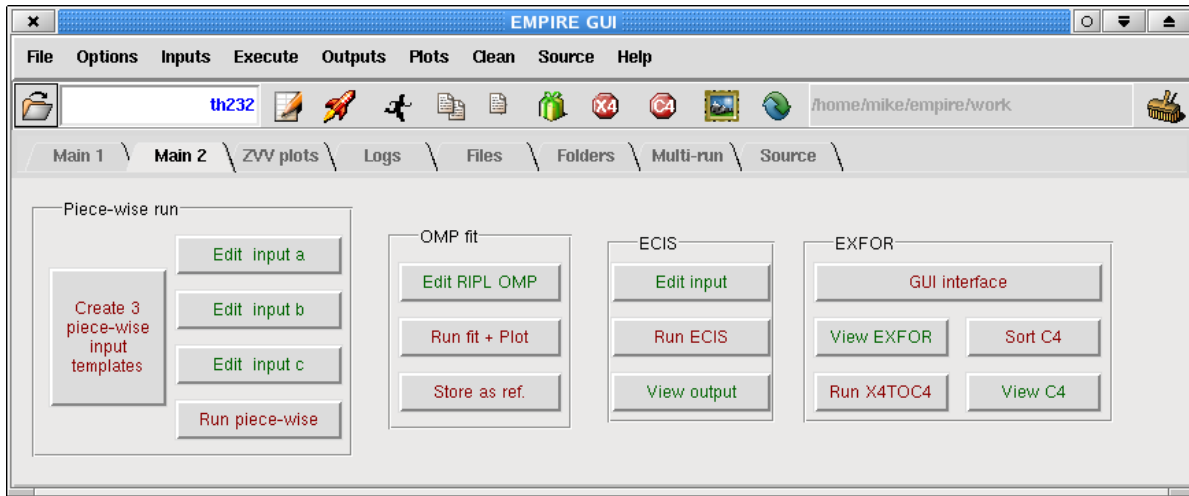 EMPIRE GUI
File Options Inputs Execute Outputs Plots Clean Source Help
th232 X4 C4 /home/mike/empire/work
Main 1 Main 2 ZVV plots Logs Files Folders Multi-run Source
Piece-wise run
Create 3
piece-wise
input
templates
Edit input a
Edit input b
Edit input c
Run piece-wise
OMP fit
Edit RIPL OMP
Run fit + Plot
Store as ref.
ECIS
Edit input
Run ECIS
View output
EXFOR
GUI interface
View EXFOR Sort C4
Run X4TOC4 View C4